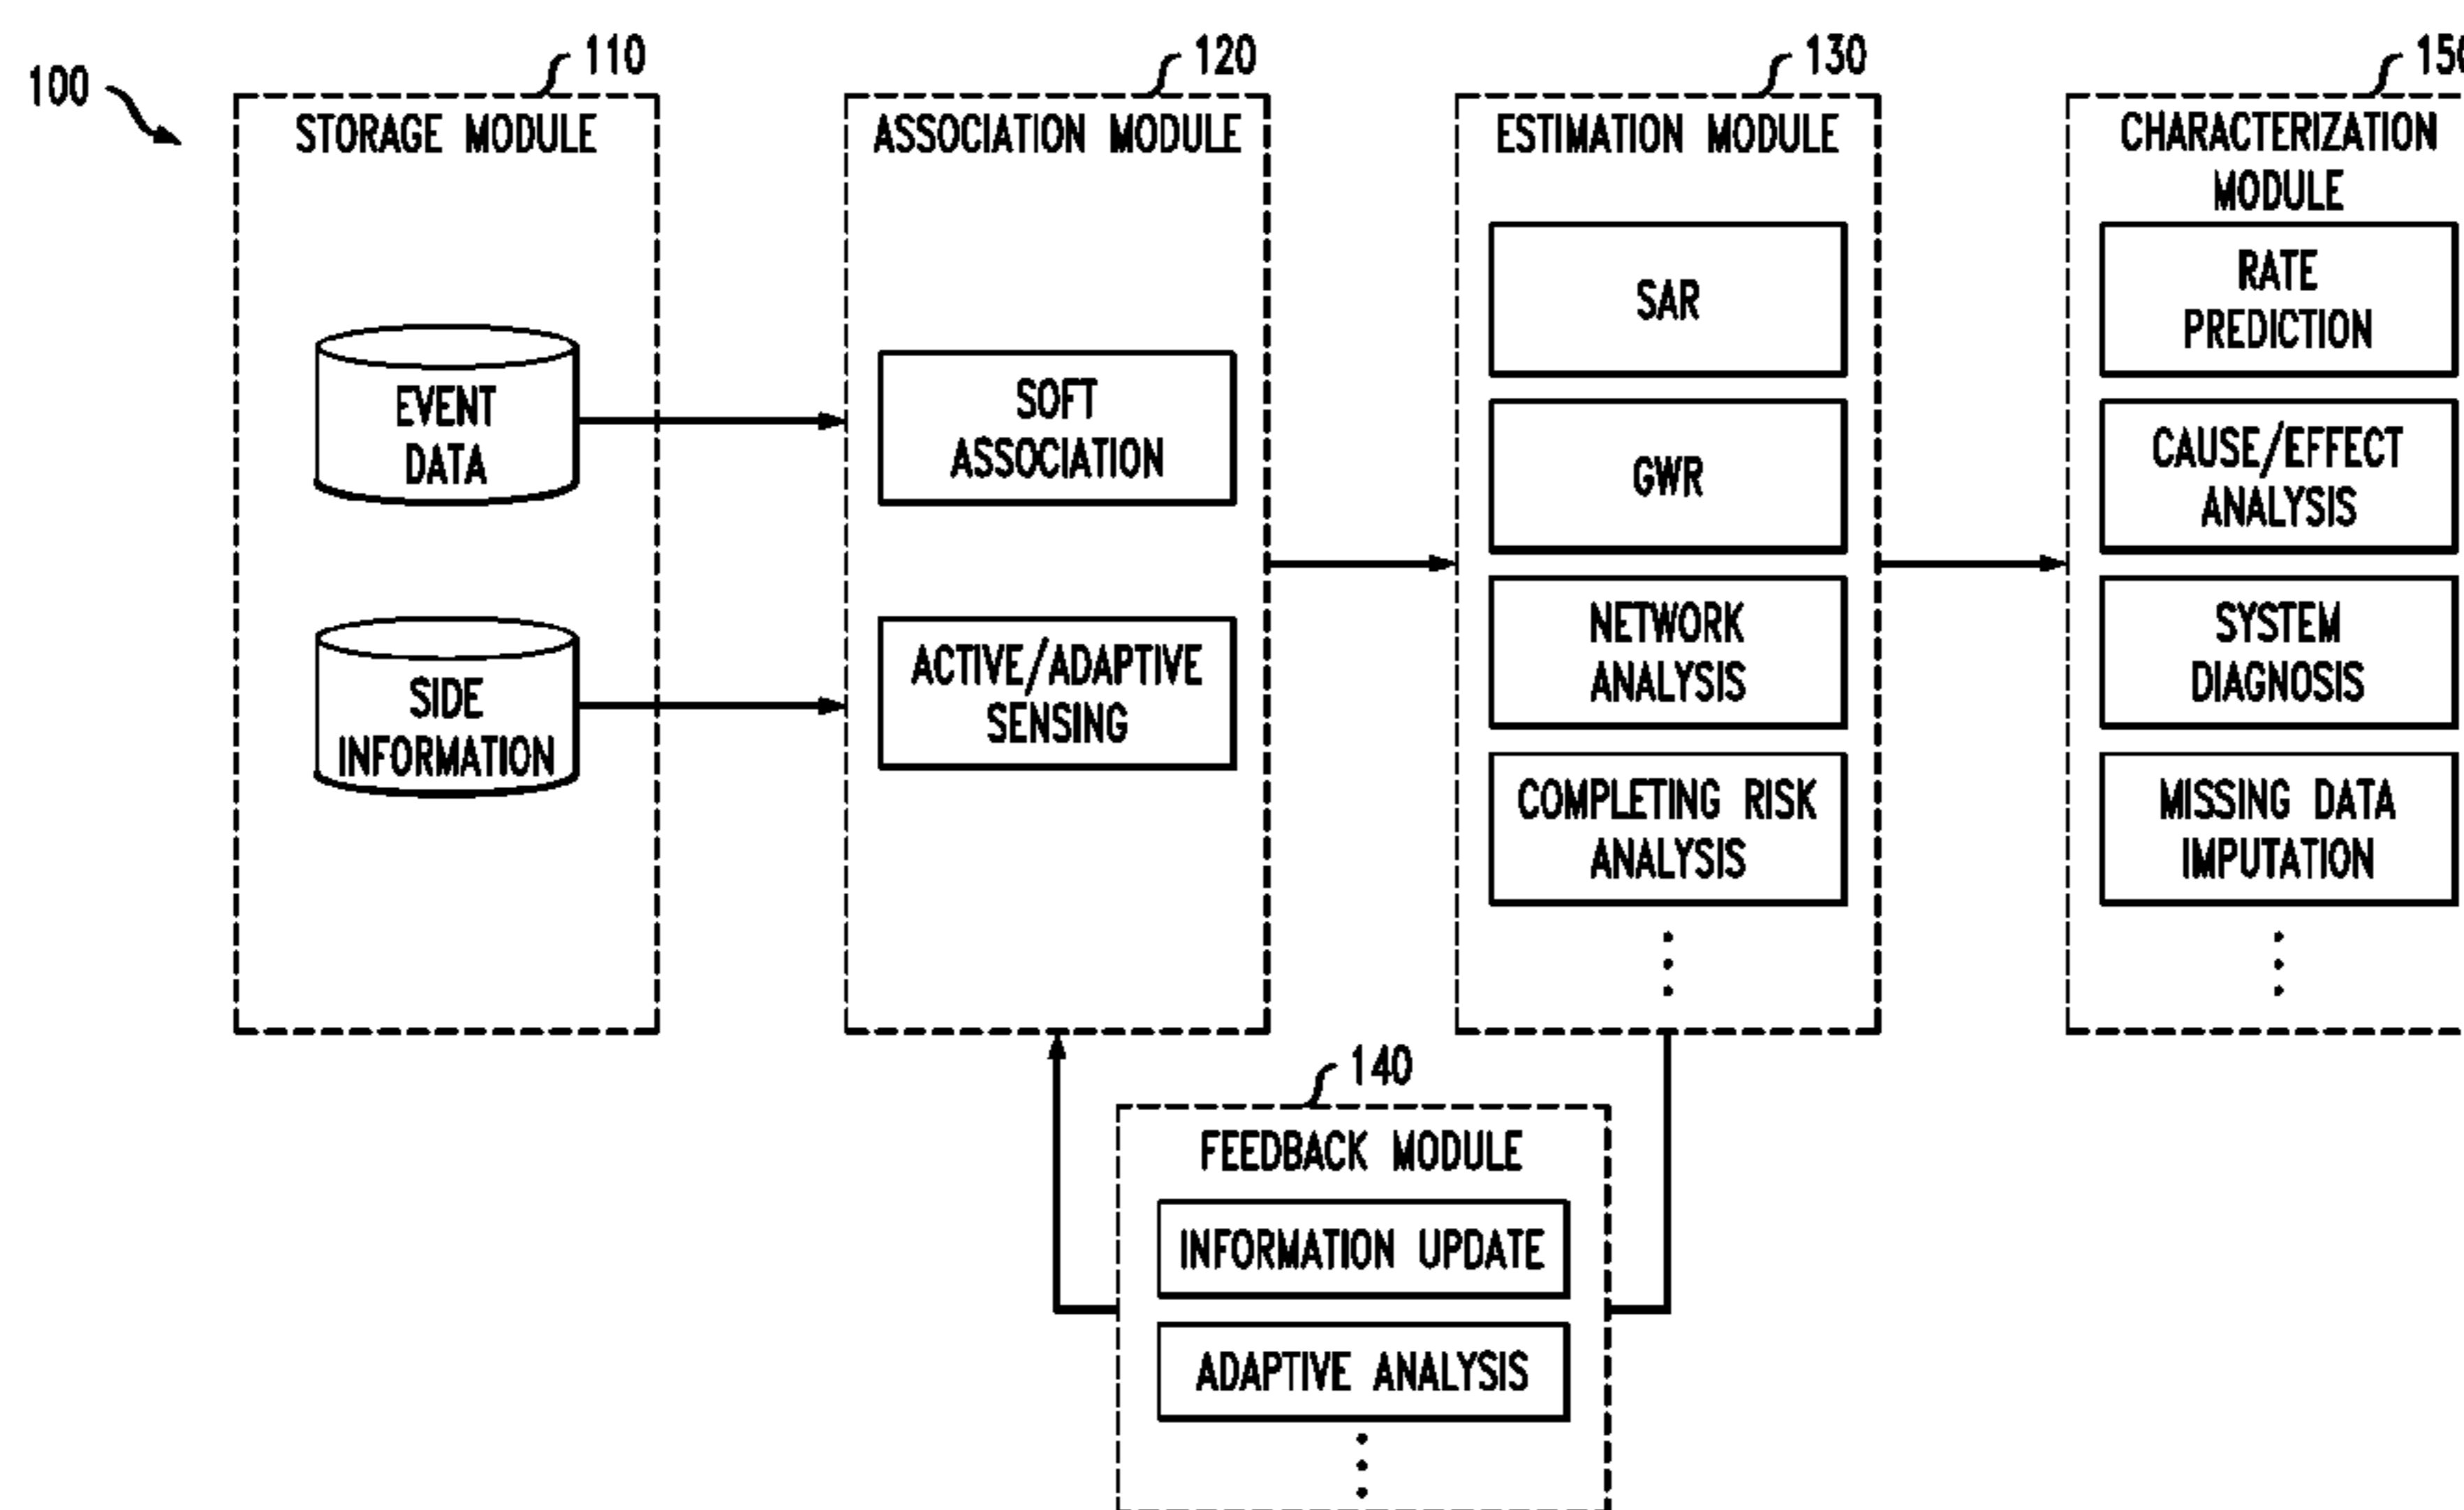 100
110
STORAGE MODULE
EVENT
DATA
SIDE
INFORMATION
120
ASSOCIATION MODULE
SOFT
ASSOCIATION
ACTIVE/ADAPTIVE
SENSING
130
ESTIMATION MODULE
SAR
GWR
NETWORK
ANALYSIS
COMPLETING RISK
ANALYSIS
150
CHARACTERIZATION
MODULE
RATE
PREDICTION
CAUSE/EFFECT
ANALYSIS
SYSTEM
DIAGNOSIS
MISSING DATA
IMPUTATION
140
FEEDBACK MODULE
INFORMATION UPDATE
ADAPTIVE ANALYSIS